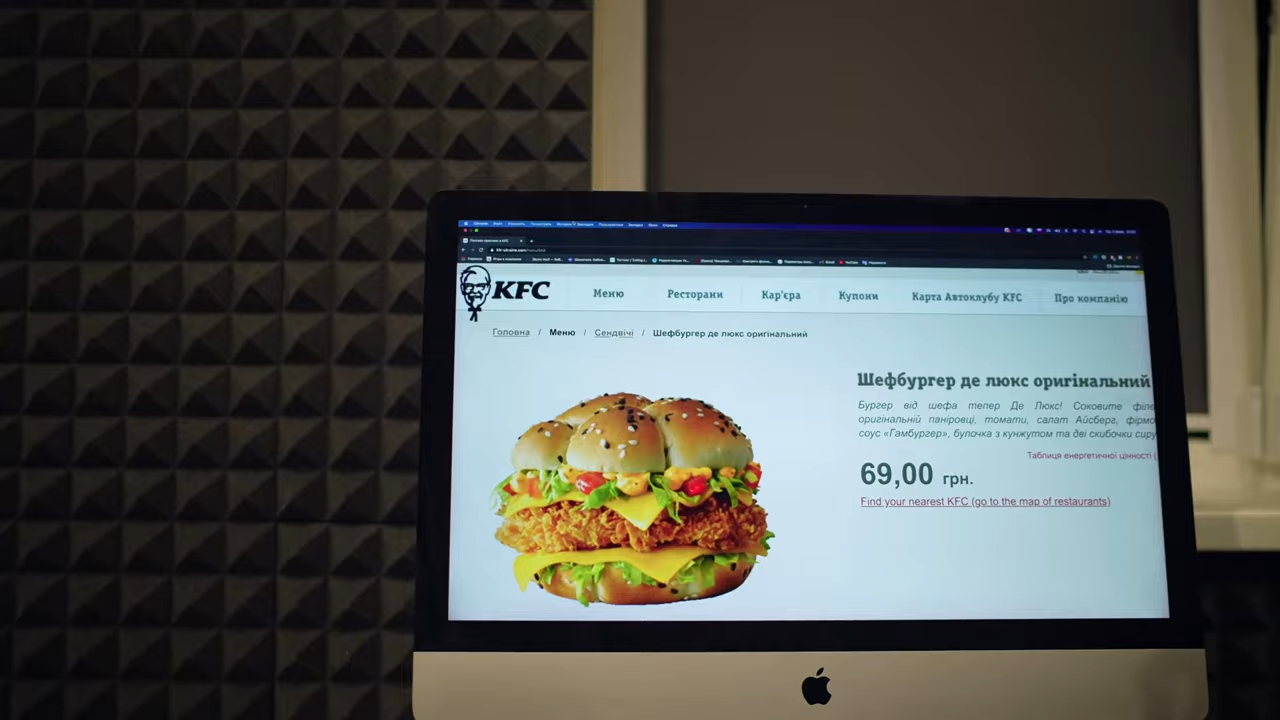 KFC
Меню
Ресторани
Кар'єра
Купони
Карта Автоклубу KFC
Про компанію
Головна / Меню / Сендвічі / Шефбургер де люкс оригінальний
Шефбургер де люкс оригінальний
Бургер від шефа тепер Де Люкс! Соковите філе
оригінальній паніровці, томати, салат Айсберг, фірмо
соус «Гамбургер», булочка з кунжутом та дві скибочки сиру
Таблиця енергетичної цінності (
69,00 грн.
Find your nearest KFC (go to the map of restaurants)